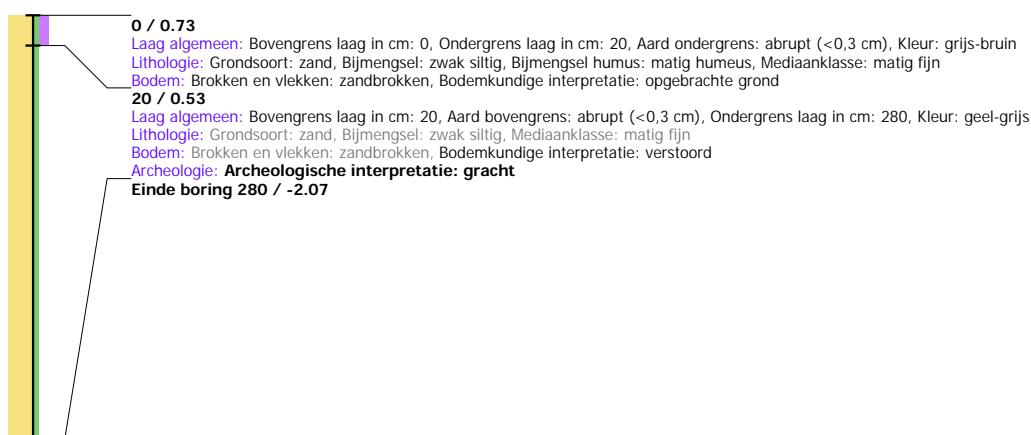 0 / 0.73
Laag algemeen: Bovengrens laag in cm: 0, Ondergrens laag in cm: 20, Aard ondergrens: abrupt (<0,3 cm), Kleur: grijs-bruin
Lithologie: Grondsoort: zand, Bijmengsel: zwak siltig, Bijmengsel humus: matig humeus, Mediaanklasse: matig fijn
Bodem: Brokken en vlekken: zandbrokken, Bodemkundige interpretatie: opgebrachte grond
20 / 0.53
Laag algemeen: Bovengrens laag in cm: 20, Aard bovengrens: abrupt (<0,3 cm), Ondergrens laag in cm: 280, Kleur: geel-grijs
Lithologie: Grondsoort: zand, Bijmengsel: zwak siltig, Mediaanklasse: matig fijn
Bodem: Brokken en vlekken: zandbrokken, Bodemkundige interpretatie: verstoord
Archeologie: Archeologische interpretatie: gracht
Einde boring 280 / -2.07